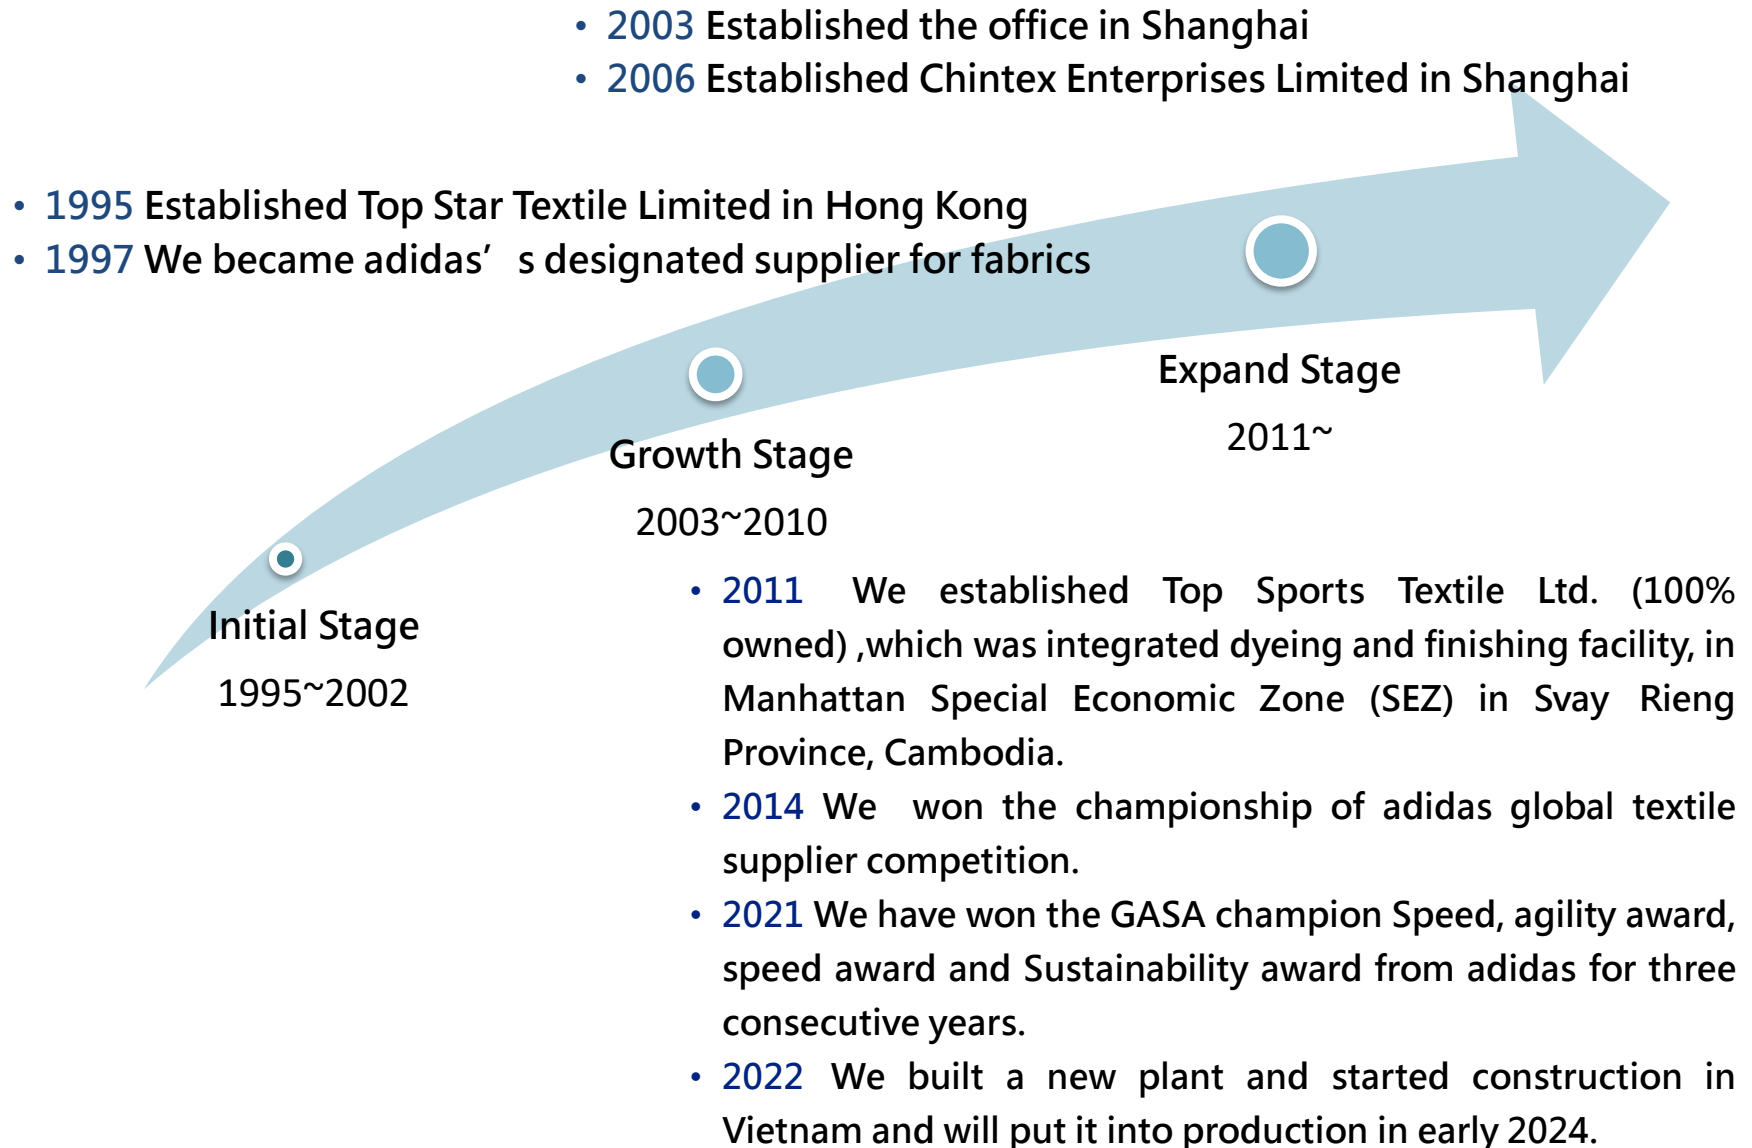 • 2003 Established the office in Shanghai
• 2006 Established Chintex Enterprises Limited in Shanghai
• 1995 Established Top Star Textile Limited in Hong Kong
• 1997 We became adidas’s designated supplier for fabrics
Expand Stage
2011~
Growth Stage
2003~2010
Initial Stage
1995~2002
• 2011 We established Top Sports Textile Ltd. (100%
owned) ,which was integrated dyeing and finishing facility, in
Manhattan Special Economic Zone (SEZ) in Svay Rieng
Province, Cambodia.
• 2014 We won the championship of adidas global textile
supplier competition.
• 2021 We have won the GASA champion Speed, agility award,
speed award and Sustainability award from adidas for three
consecutive years.
• 2022 We built a new plant and started construction in
Vietnam and will put it into production in early 2024.